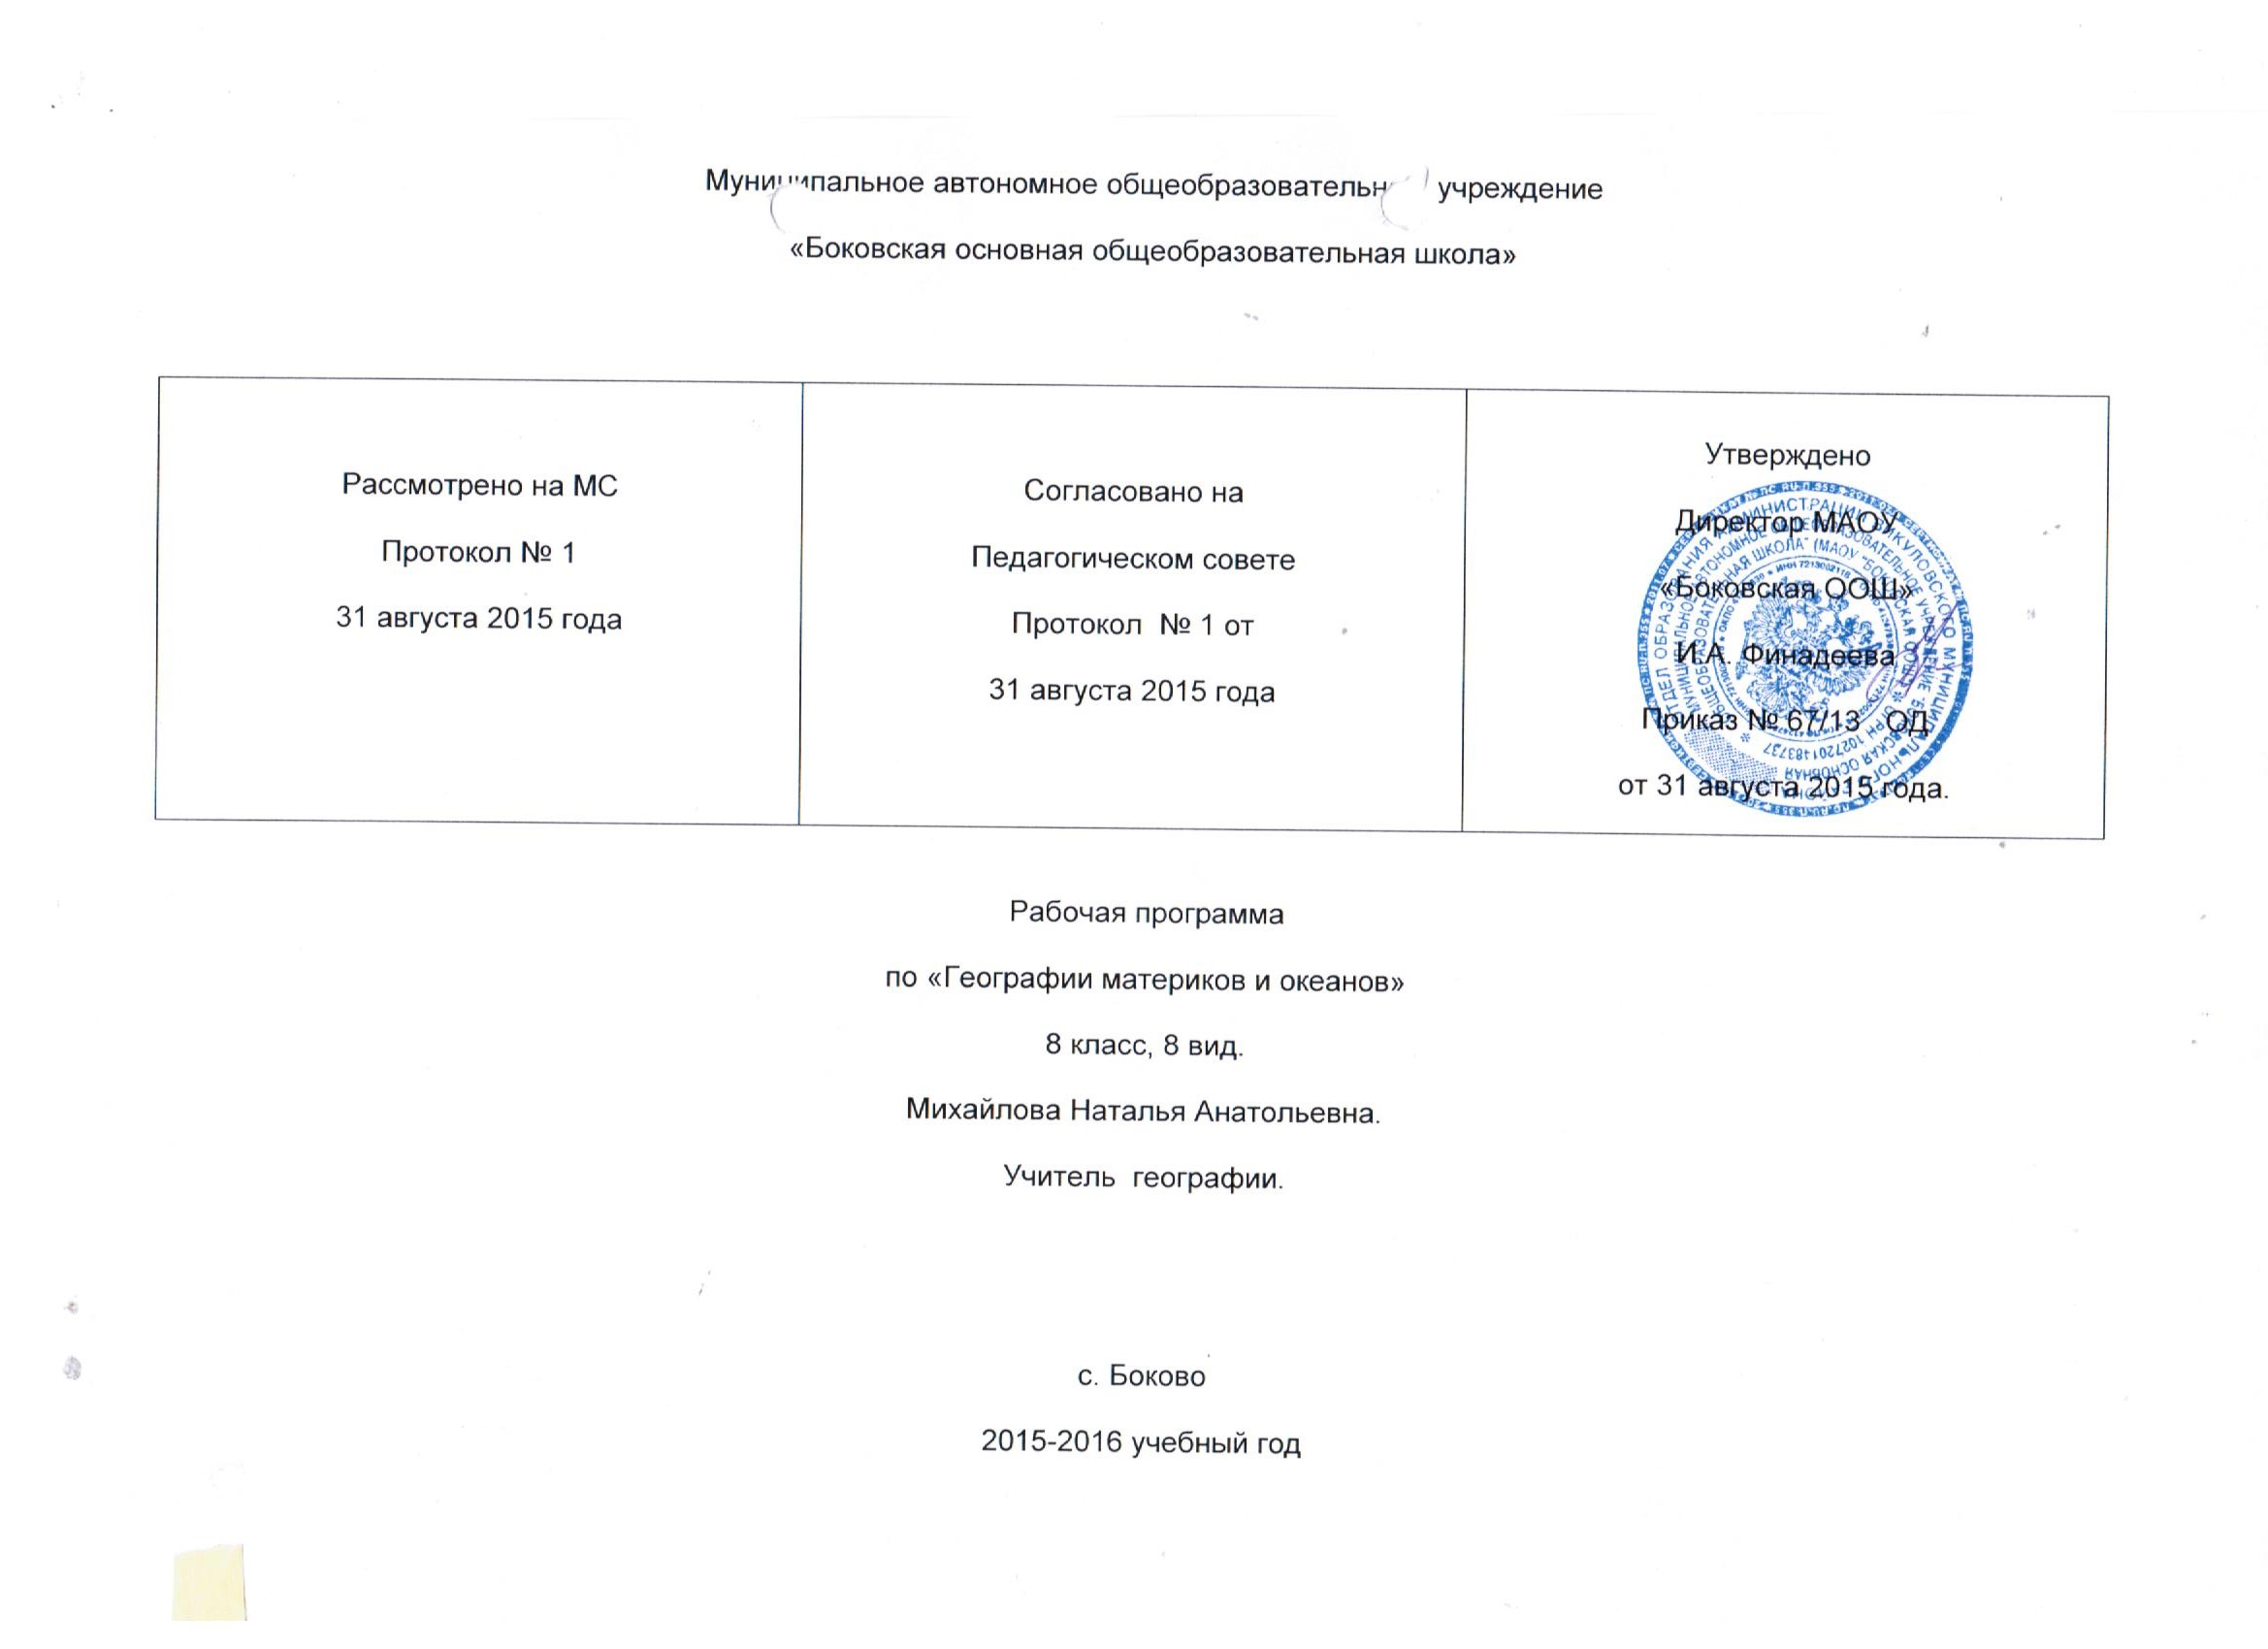 Муниципальное автономное общеобразовательн учреждение
«Боковская основная общеобразовательная школа»
Рассмотрено на МС
Протокол № 1
31 августа 2015 года
Согласовано на
Педагогическом совете
Протокол № 1 от
31 августа 2015 года
Утверждено
Директор МАОУ
«Боковская ООШ»
И.А. Финадеева
Приказ № 67/13 ОД
от 31 августа 2015 года.
Рабочая программа
по «Географии материков и океанов»
8 класс, 8 вид.
Михайлова Наталья Анатольевна.
Учитель географии.
с. Боково
2015-2016 учебный год